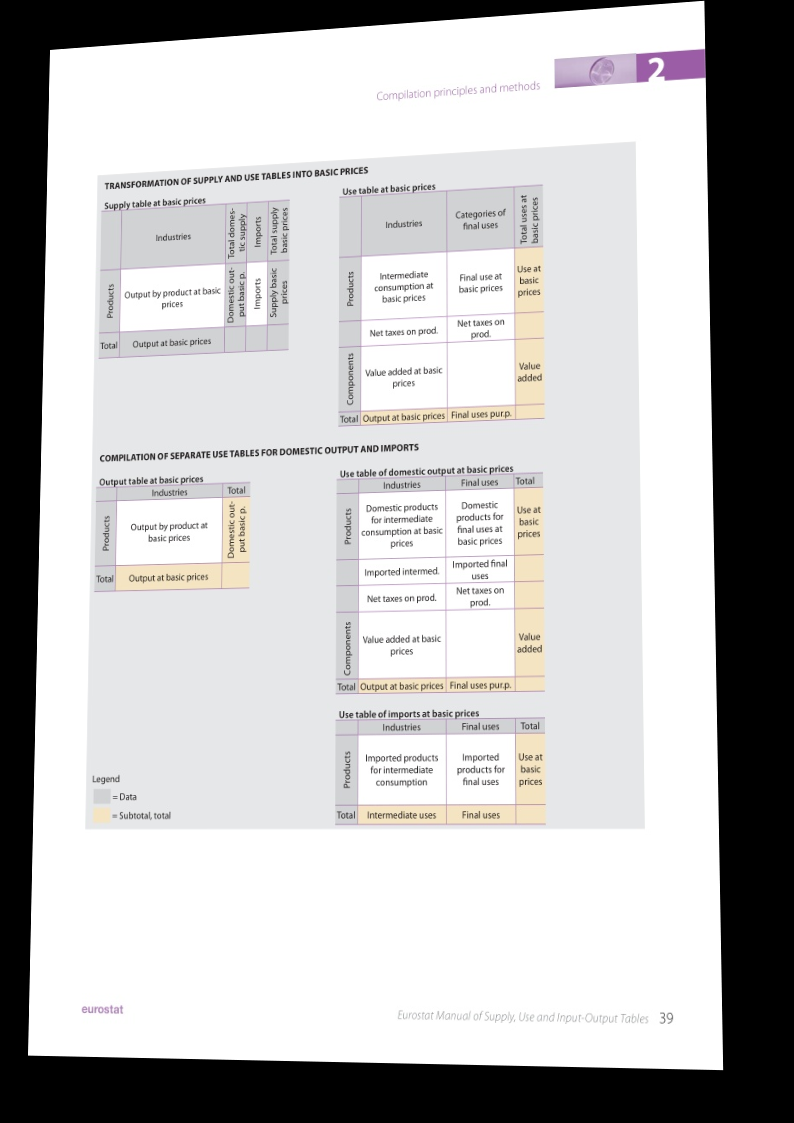 Compilation principles and methods
2
TRANSFORMATION OF SUPPLY AND USE TABLES INTO BASIC PRICES
Supply table at basic prices
Industries
Total domes-
tic supply
Imports
Total supply
basic prices
Products
Output by product at basic
prices
Domestic out-
put basic p.
Imports
Supply basic
prices
Total
Output at basic prices
Use table at basic prices
Industries
Categories of
final uses
Total uses at
basic prices
Products
Intermediate
consumption at
basic prices
Final use at
basic prices
Use at
basic
prices
Net taxes on prod.
Net taxes on
prod.
Components
Value added at basic
prices
Value
added
Total
Output at basic prices
Final uses pur.p.
COMPILATION OF SEPARATE USE TABLES FOR DOMESTIC OUTPUT AND IMPORTS
Output table at basic prices
Industries
Total
Products
Output by product at
basic prices
Domestic out-
put basic p.
Total
Output at basic prices
Use table of domestic output at basic prices
Industries
Final uses
Total
Products
Domestic products
for intermediate
consumption at basic
prices
Domestic
products for
final uses at
basic prices
Use at
basic
prices
Imported intermed.
Imported final
uses
Net taxes on prod.
Net taxes on
prod.
Components
Value added at basic
prices
Value
added
Total
Output at basic prices
Final uses pur.p.
Use table of imports at basic prices
Industries
Final uses
Total
Products
Imported products
for intermediate
consumption
Imported
products for
final uses
Use at
basic
prices
Total
Intermediate uses
Final uses
Legend
= Data
= Subtotal, total
eurostat
Eurostat Manual of Supply, Use and Input-Output Tables 39